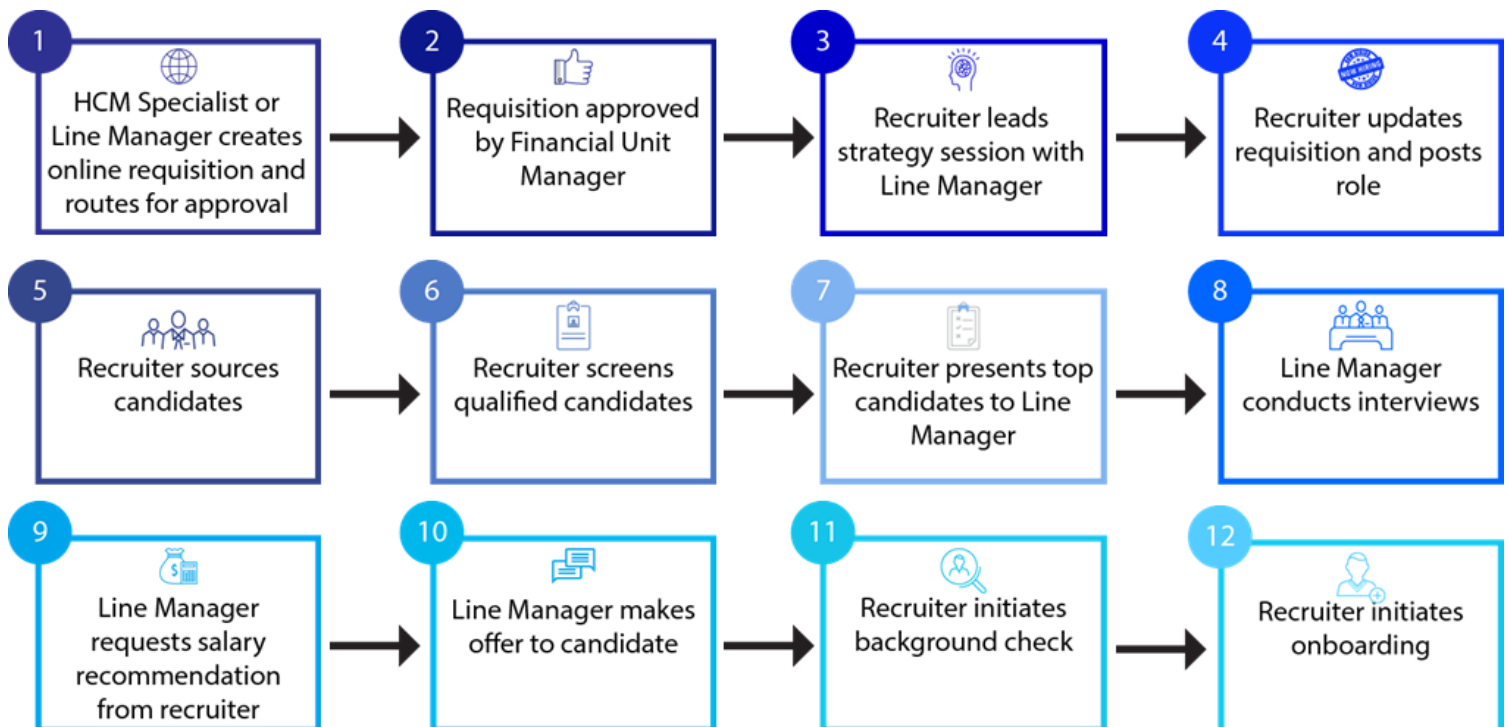 1
HCM Specialist or
Line Manager creates
online requisition and
routes for approval
2
Requisition approved
by Financial Unit
Manager
3
Recruiter leads
strategy session with
Line Manager
4
NOW HIRING
Recruiter updates
requisition and posts
role
5
Recruiter sources
candidates
6
Recruiter screens
qualified candidates
7
Recruiter presents top
candidates to Line
Manager
8
Line Manager
conducts interviews
9
$
Line Manager
requests salary
recommendation
from recruiter
10
Line Manager makes
offer to candidate
11
Recruiter initiates
background check
12
Recruiter initiates
onboarding